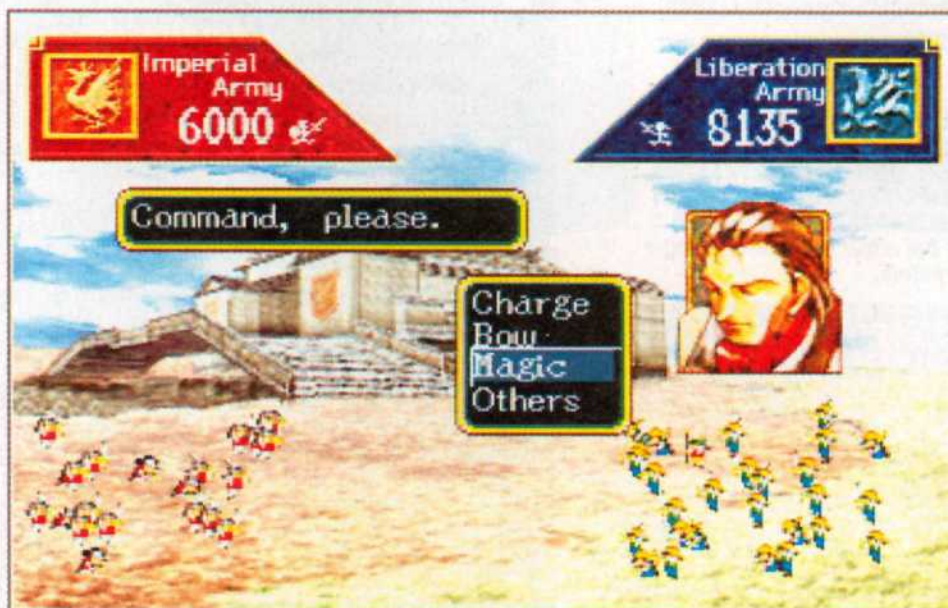 Imperial
Army
6000
Liberation
Army
8135
Command, please.
Charge
Bow
Magic
Others